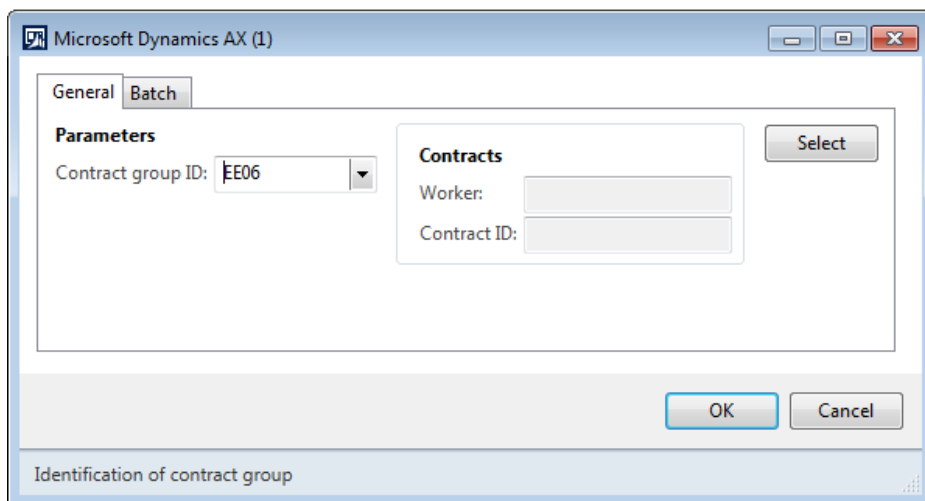 Microsoft Dynamics AX (1)
General Batch
Parameters
Contract group ID: EE06
Contracts
Worker:
Contract ID:
Select
OK Cancel
Identification of contract group